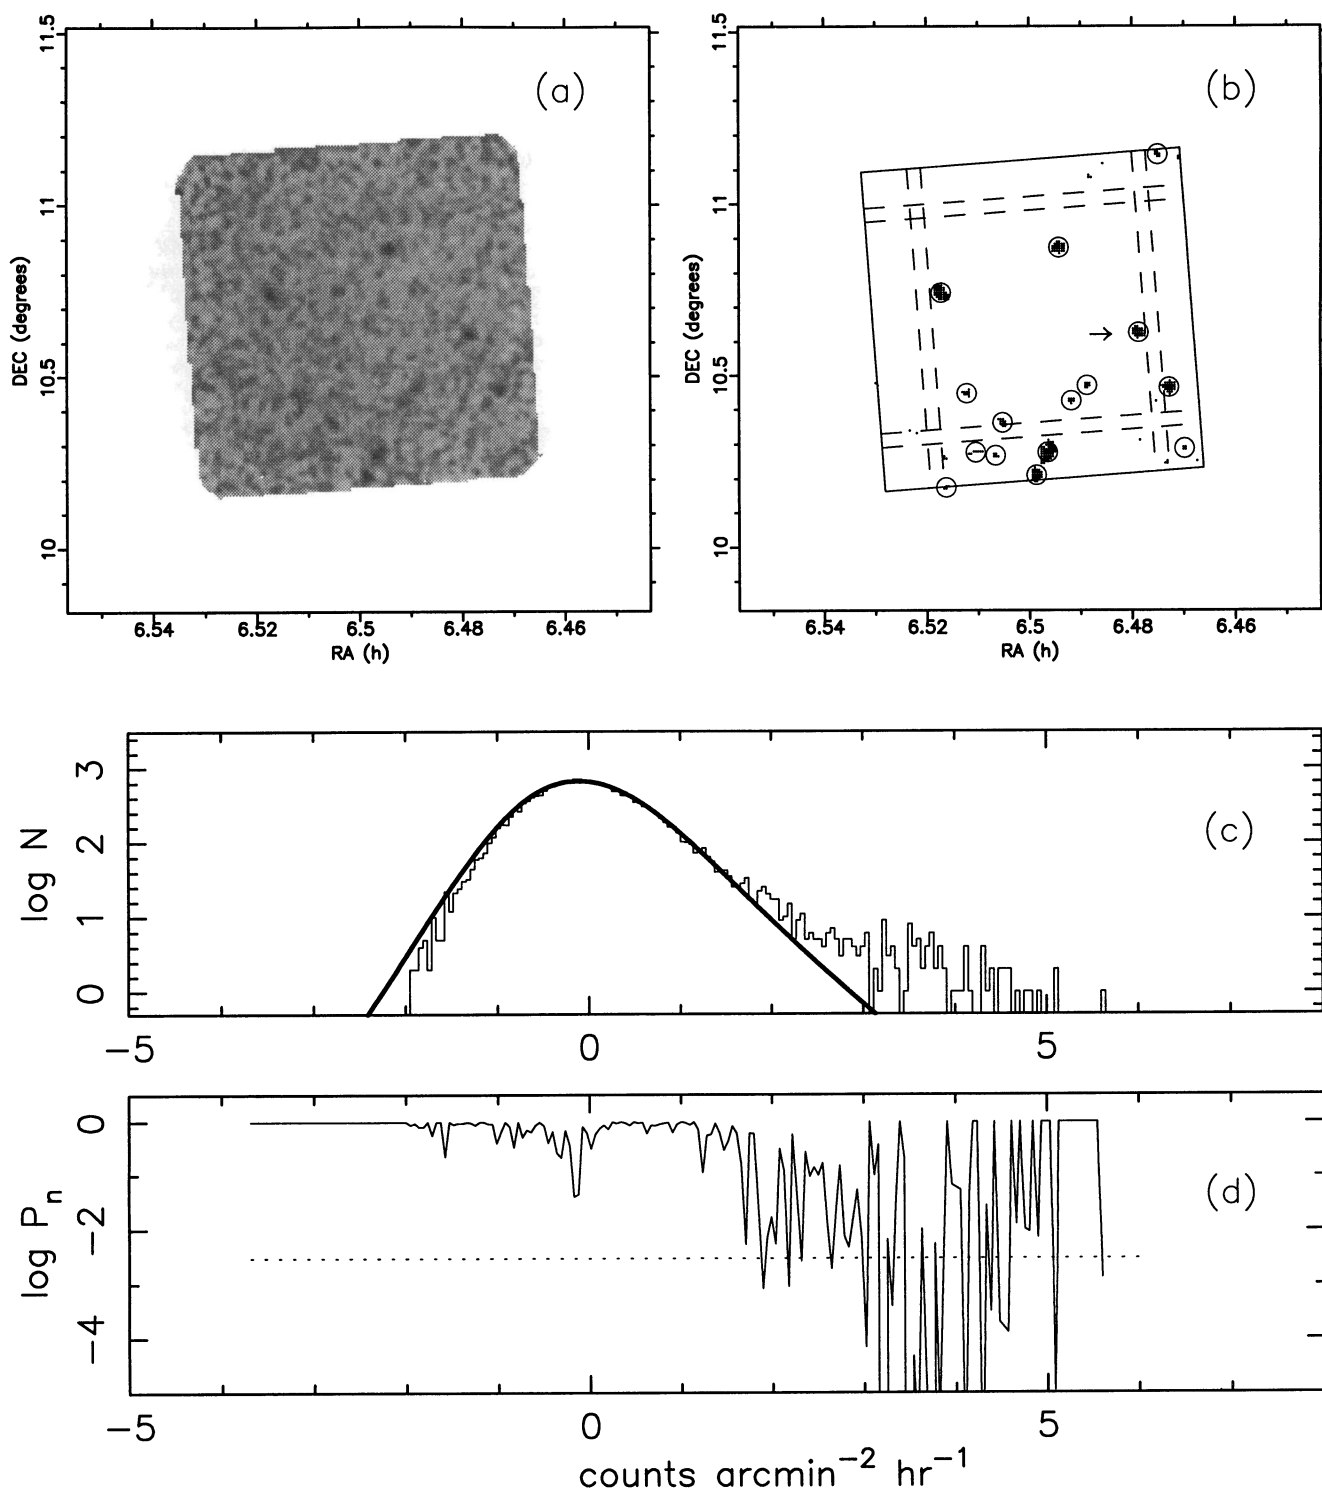 (a)
11.5
11
10.5
10
DEC (degrees)
6.54 6.52 6.5 6.48 6.46
RA (h)
(b)
11.5
11
10.5
10
DEC (degrees)
6.54 6.52 6.5 6.48 6.46
RA (h)
(c)
3
2
1
0
log N
−5 0 5
(d)
0
−2
−4
log Pn
−5 0 5
counts arcmin−2 hr−1